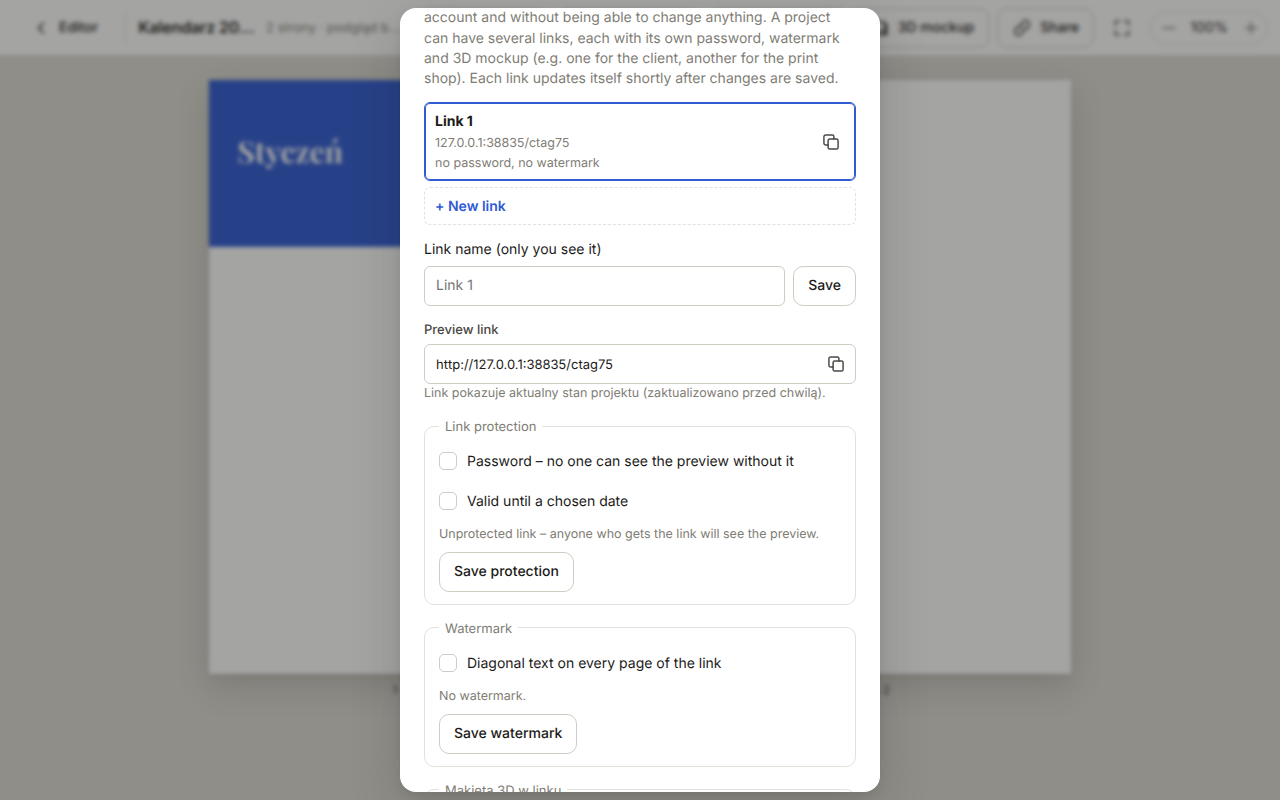 Editor
Kalendarz 20...
2 strony · podgląd b...
3D mockup
Share
100%
Styczeń
account and without being able to change anything. A project
can have several links, each with its own password, watermark
and 3D mockup (e.g. one for the client, another for the print
shop). Each link updates itself shortly after changes are saved.
Link 1
127.0.0.1:38835/ctag75
no password, no watermark
+ New link
Link name (only you see it)
Link 1
Save
Preview link
http://127.0.0.1:38835/ctag75
Link pokazuje aktualny stan projektu (zaktualizowano przed chwilą).
Link protection
Password – no one can see the preview without it
Valid until a chosen date
Unprotected link – anyone who gets the link will see the preview.
Save protection
Watermark
Diagonal text on every page of the link
No watermark.
Save watermark
Makieta 3D w linku
2